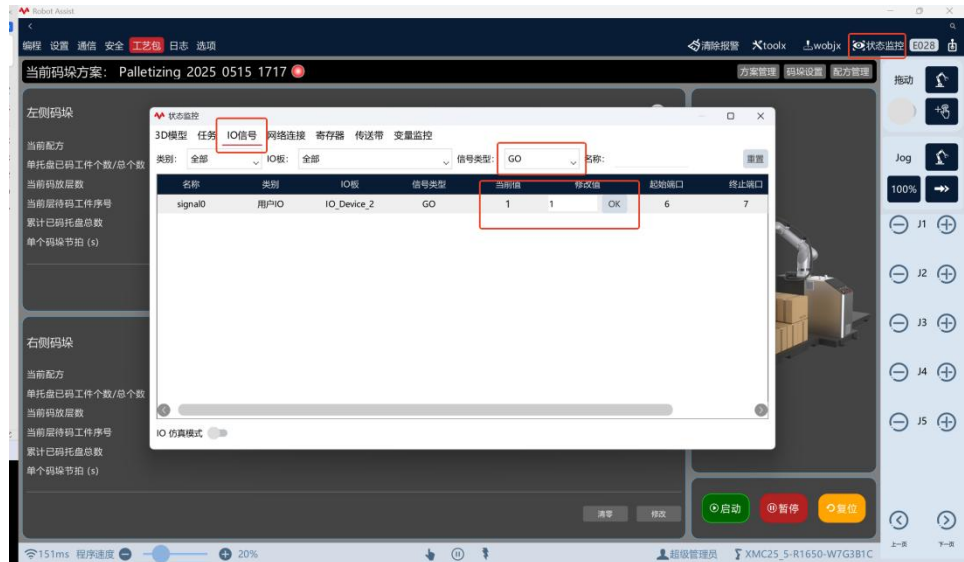 Robot Assist
编程 设置 通信 安全 工艺包 日志 选项
清除报警 toolx wobjx 状态监控 E028
当前码垛方案： Palletizing 2025 0515 1717
方案管理 码垛设置 配方管理
拖动
左侧码垛
当前配方
单托盘已码工件个数/总个数
当前码放层数
当前层待码工件序号
累计已码托盘总数
单个码垛节拍 (s)
状态监控
3D模型 任务 IO信号 网络连接 寄存器 传送带 变量监控
类别: 全部 IO板: 全部 信号类型: GO 名称: 重置
名称 类别 IO板 信号类型 当前值 修改值 起始端口 终止端口
signal0 用户IO IO_Device_2 GO 1 1 OK 6 7
IO 仿真模式
Jog
100%
J1
J2
J3
J4
J5
右侧码垛
当前配方
单托盘已码工件个数/总个数
当前码放层数
当前层待码工件序号
累计已码托盘总数
单个码垛节拍 (s)
清零 修改
启动 暂停 复位
上一页 下一页
151ms 程序速度 20%
超级管理员 XMC25_5-R1650-W7G3B1C